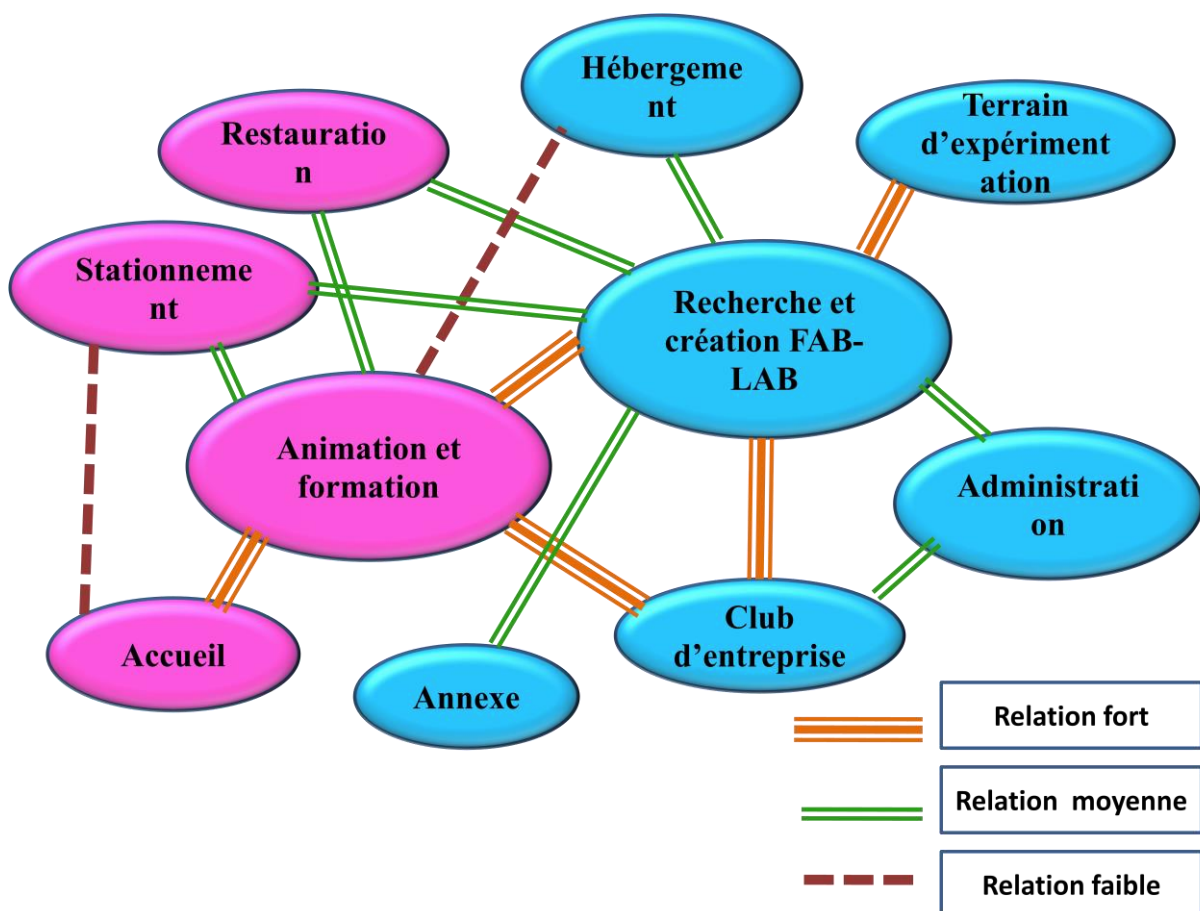 Hébergeme
nt
Terrain
d’expériment
ation
Restauratio
n
Stationneme
nt
Recherche et
création FAB-
LAB
Animation et
formation
Administrati
on
Club
d’entreprise
Accueil
Annexe
Relation fort
Relation moyenne
Relation faible